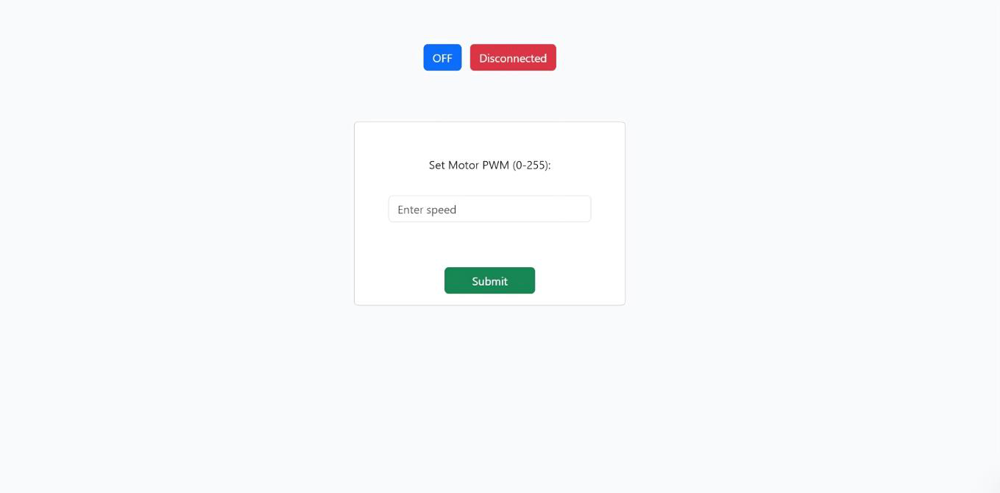 OFF Disconnected
Set Motor PWM (0-255):
Enter speed
Submit